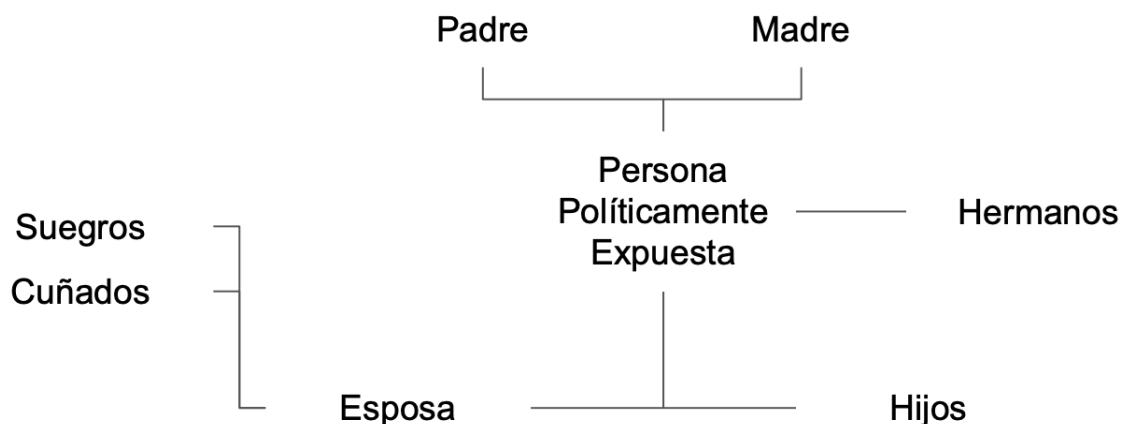 Padre
Madre
Persona
Políticamente
Expuesta
Hermanos
Suegros
Cuñados
Esposa
Hijos